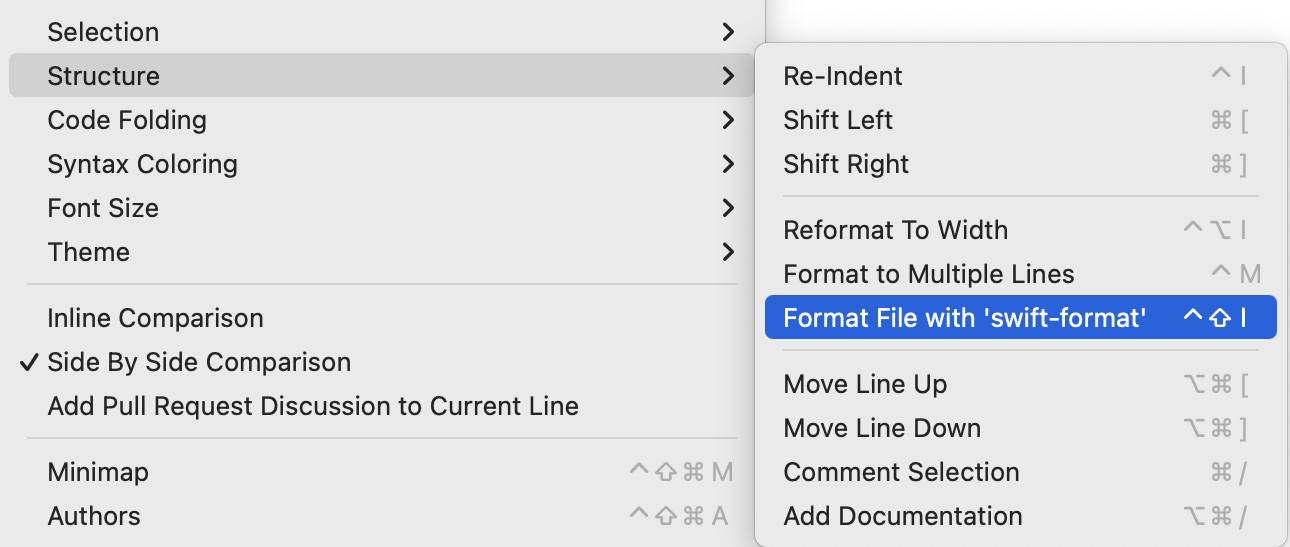 Selection
Structure
Code Folding
Syntax Coloring
Font Size
Theme
Inline Comparison
✓ Side By Side Comparison
Add Pull Request Discussion to Current Line
Minimap ⌃⇧⌘M
Authors ⌃⇧⌘A
Re-Indent ⌃I
Shift Left ⌘[
Shift Right ⌘]
Reformat To Width ⌃⌥I
Format to Multiple Lines ⌃M
Format File with 'swift-format' ⌃⇧I
Move Line Up ⌥⌘[
Move Line Down ⌥⌘]
Comment Selection ⌘/
Add Documentation ⌥⌘/